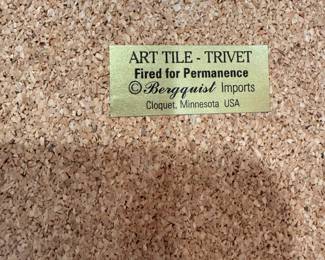 ART TILE - TRIVET
Fired for Permanence
© Bergquist Imports
Cloquet, Minnesota USA